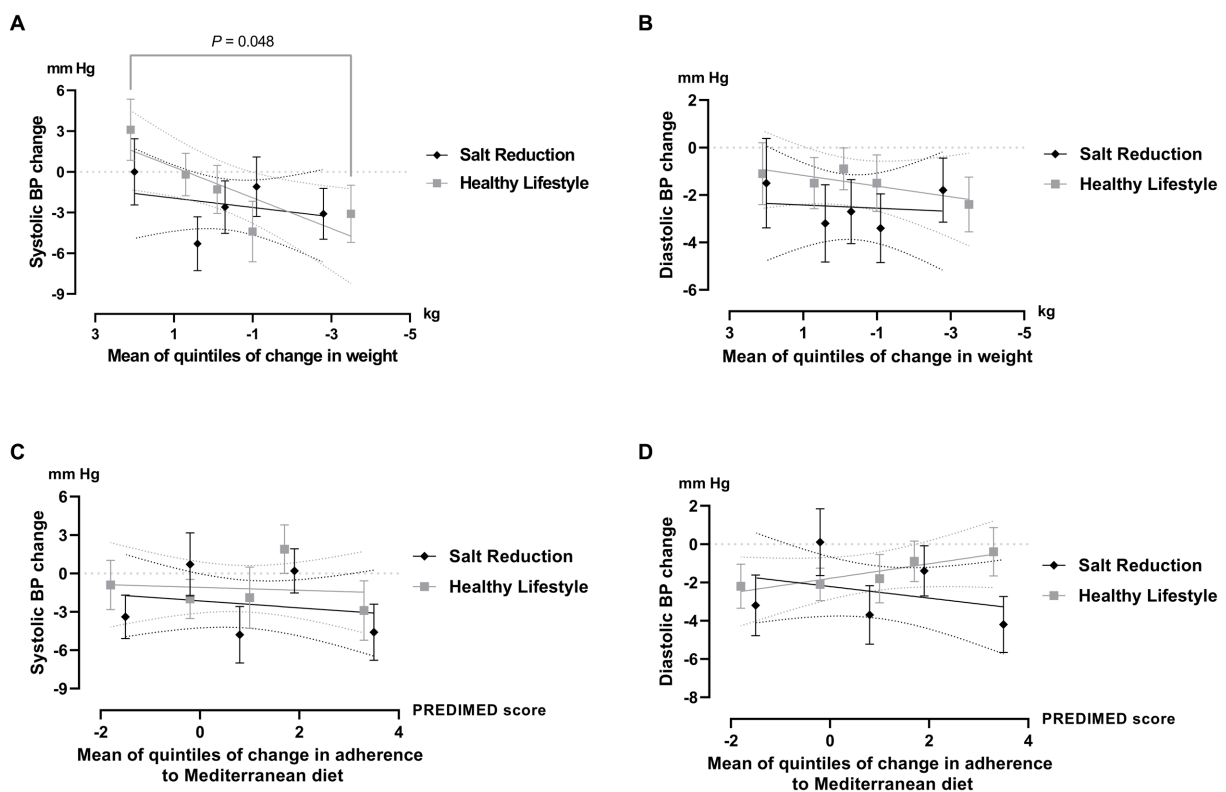 A
P = 0.048
mm Hg
6
3
0
-3
-6
-9
Systolic BP change
Salt Reduction
Healthy Lifestyle
3 1 -1 -3 -5
kg
Mean of quintiles of change in weight
B
mm Hg
2
0
-2
-4
-6
Diastolic BP change
Salt Reduction
Healthy Lifestyle
3 1 -1 -3 -5
kg
Mean of quintiles of change in weight
C
mm Hg
6
3
0
-3
-6
-9
Systolic BP change
Salt Reduction
Healthy Lifestyle
-2 0 2 4
PREDIMED score
Mean of quintiles of change in adherence
to Mediterranean diet
D
mm Hg
2
0
-2
-4
-6
-8
Diastolic BP change
Salt Reduction
Healthy Lifestyle
-2 0 2 4
PREDIMED score
Mean of quintiles of change in adherence
to Mediterranean diet